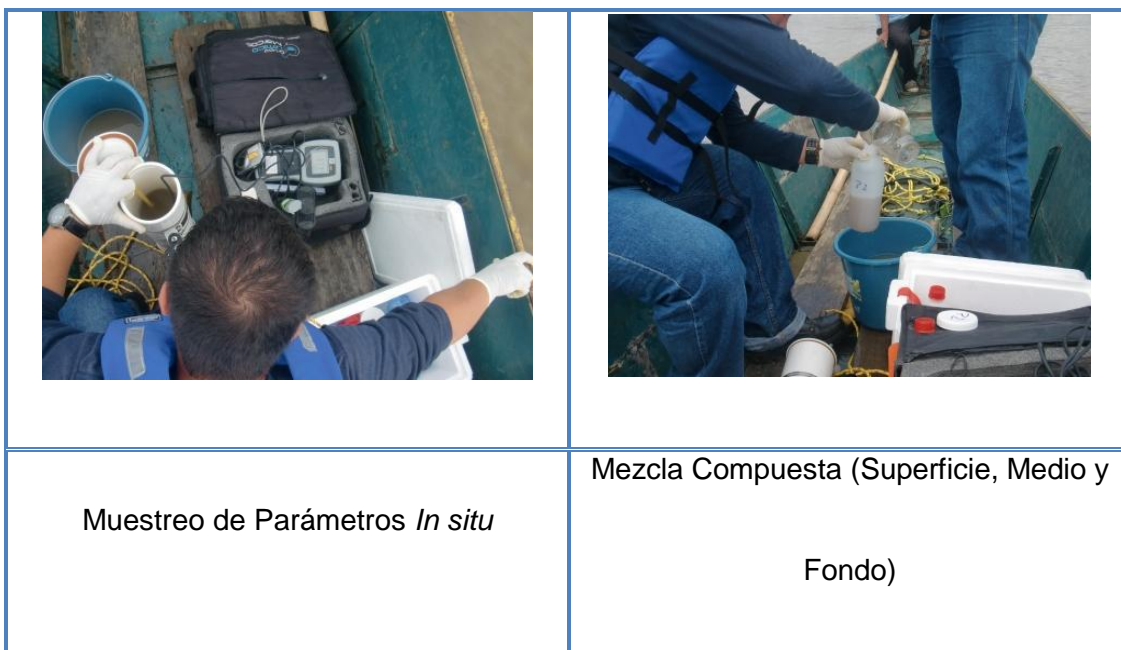 Muestreo de Parámetros In situ
Mezcla Compuesta (Superficie, Medio y
Fondo)